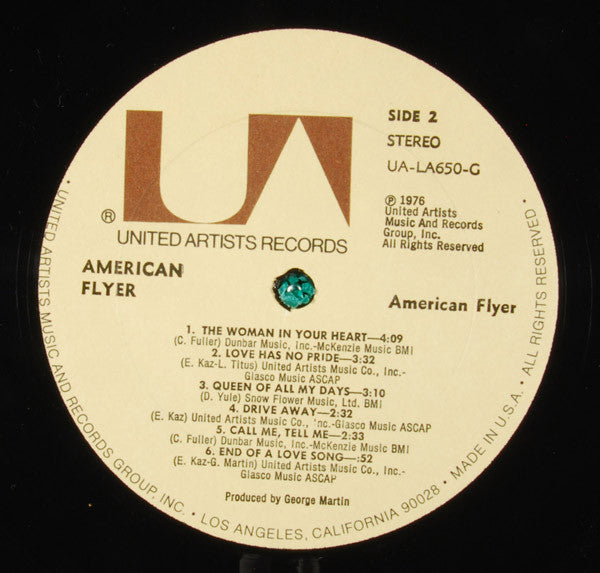 UA
®
UNITED ARTISTS RECORDS
SIDE 2
STEREO
UA-LA650-G
℗ 1976
United Artists
Music And Records
Group, Inc.
All Rights Reserved
AMERICAN
FLYER
American Flyer
1. THE WOMAN IN YOUR HEART—4:09
(C. Fuller) Dunbar Music, Inc.-McKenzie Music BMI
2. LOVE HAS NO PRIDE—3:32
(E. Kaz-L. Titus) United Artists Music Co., Inc.-
Glasco Music ASCAP
3. QUEEN OF ALL MY DAYS—3:10
(D. Yule) Snow Flower Music, Ltd. BMI
4. DRIVE AWAY—2:32
(E. Kaz) United Artists Music Co., Inc.-Glasco Music ASCAP
5. CALL ME, TELL ME—2:33
(C. Fuller) Dunbar Music, Inc.-McKenzie Music BMI
6. END OF A LOVE SONG—:52
(E. Kaz-G. Martin) United Artists Music Co., Inc.-
Glasco Music ASCAP
Produced by George Martin
• UNITED ARTISTS MUSIC AND RECORDS GROUP, INC. • LOS ANGELES, CALIFORNIA 90028 • MADE IN U.S.A. • ALL RIGHTS RESERVED •